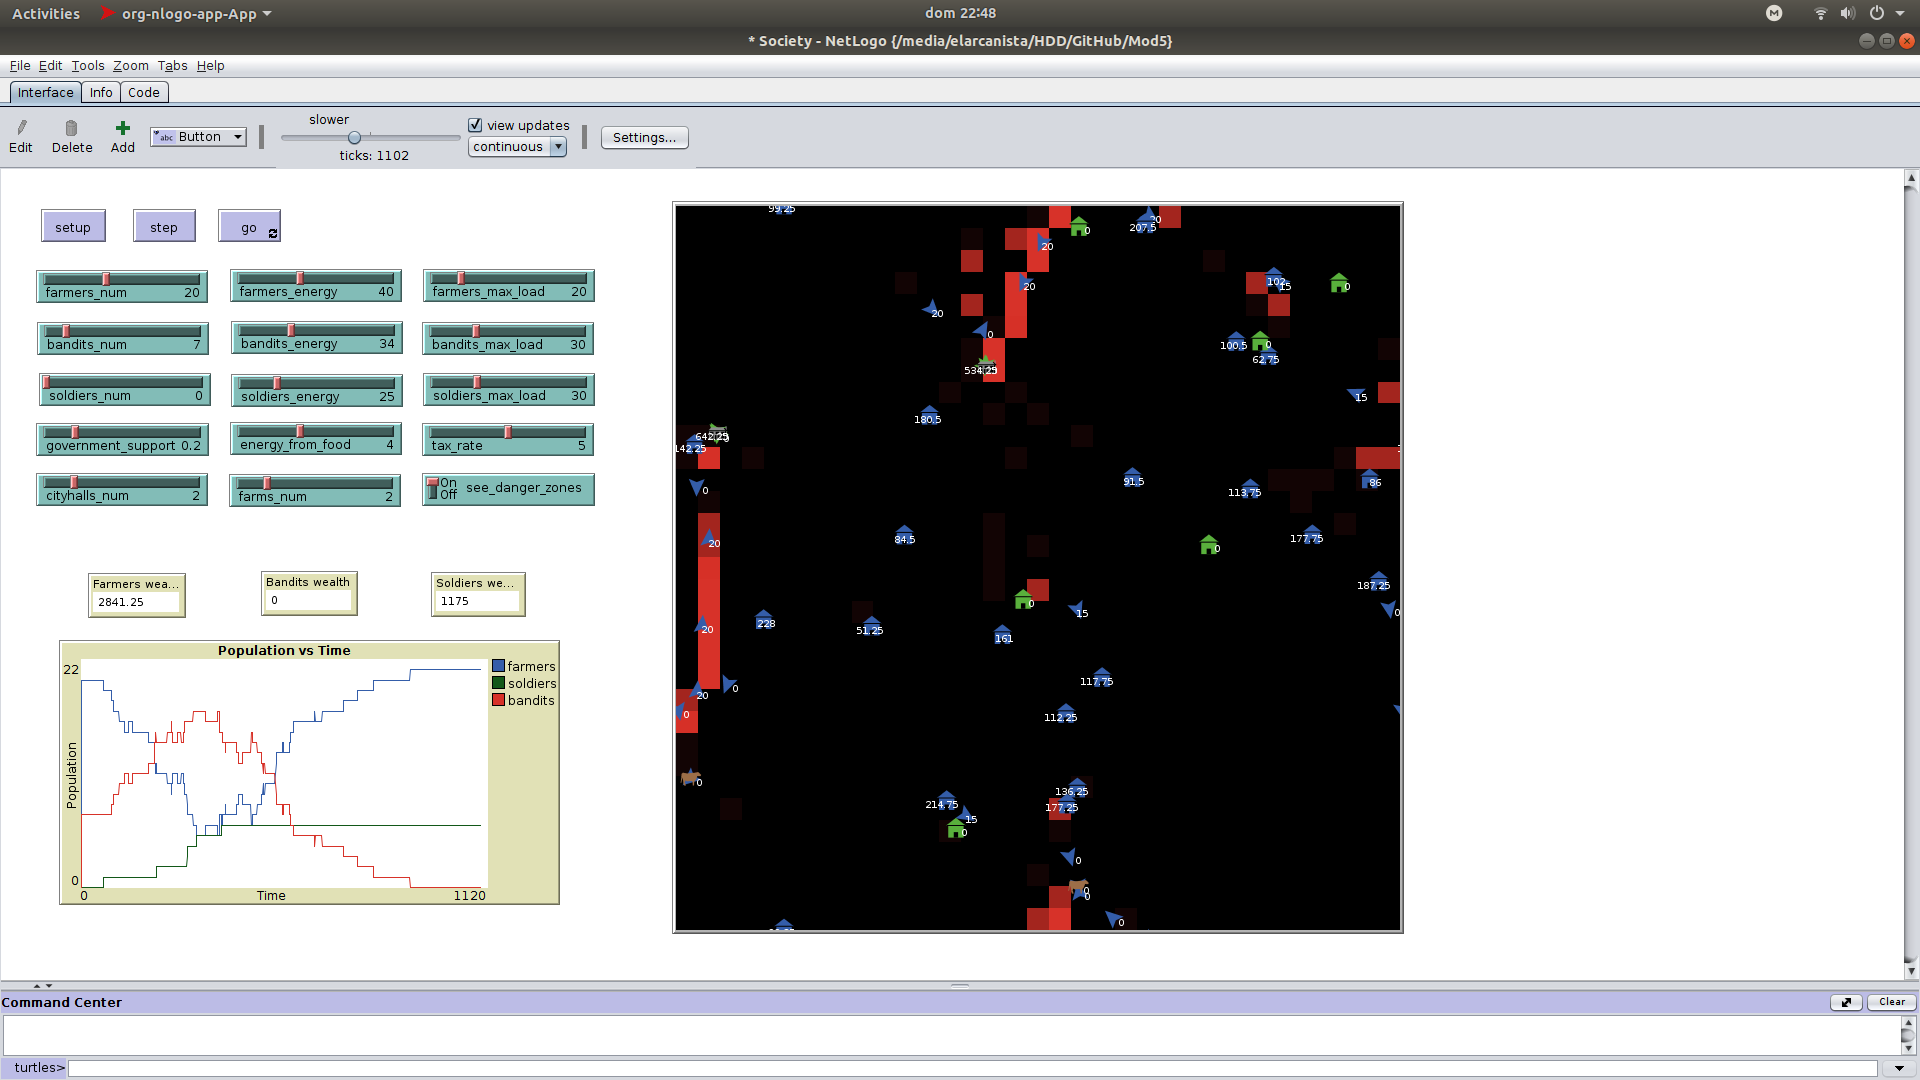 Activities org-nlogo-app-App dom 22:48
* Society - NetLogo {/media/elarcanista/HDD/GitHub/Mod5}
File Edit Tools Zoom Tabs Help
Interface Info Code
Edit Delete Add abc Button
slower
ticks: 1102
view updates
continuous
Settings...
setup step go
farmers_num 20 farmers_energy 40 farmers_max_load 20
bandits_num 7 bandits_energy 34 bandits_max_load 30
soldiers_num 0 soldiers_energy 25 soldiers_max_load 30
government_support 0.2 energy_from_food 4 tax_rate 5
cityhalls_num 2 farms_num 2 On Off see_danger_zones
Farmers wea... Bandits wealth Soldiers we...
2841.25 0 1175
Population vs Time
22
0
Population
0 Time 1120
farmers
soldiers
bandits
99.25
20
207.5
0
20
102
15
0
20
20
0
100.5
0
62.75
534.25
15
180.5
642.25
142.25
91.5
86
113.75
0
84.5
20
177.75
0
187.25
0
15
0
228
20
51.25
161
117.75
0
20
0
112.25
0
136.25
214.75
177.25
15
0
0
0
0
0
Command Center
Clear
turtles>